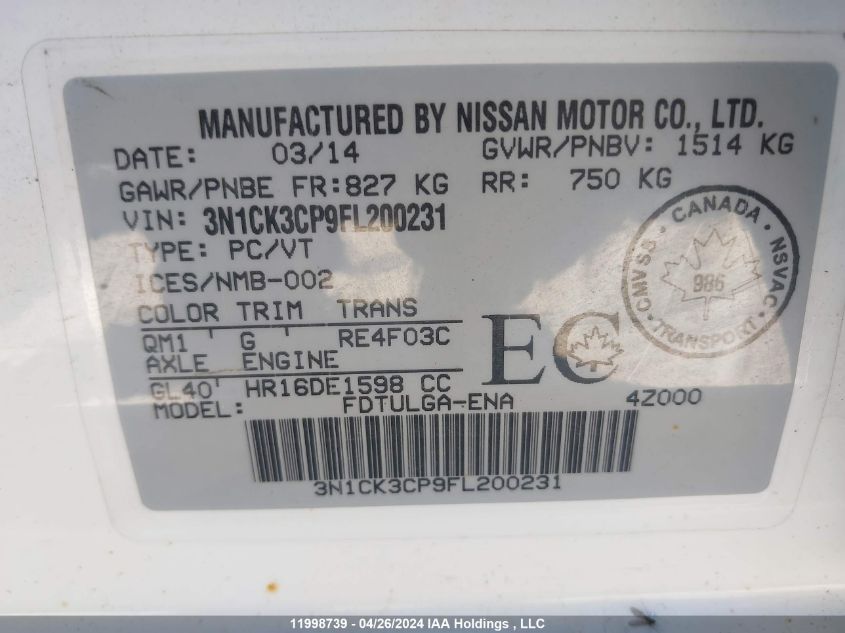 MANUFACTURED BY NISSAN MOTOR CO., LTD.
DATE: 03/14 GVWR/PNBV: 1514 KG
GAWR/PNBE FR:827 KG RR: 750 KG
VIN: 3N1CK3CP9FL200231
TYPE: PC/VT
ICES/NMB-002
COLOR TRIM TRANS
QM1 ' G ' RE4F03C
AXLE ENGINE
GL40' HR16DE1598 CC
MODEL: FDTULGA-ENA 4Z000
EC
CANADA · NSVAC · TRANSPORT · CMVSS
986
3N1CK3CP9FL200231
11998739 - 04/26/2024 IAA Holdings , LLC